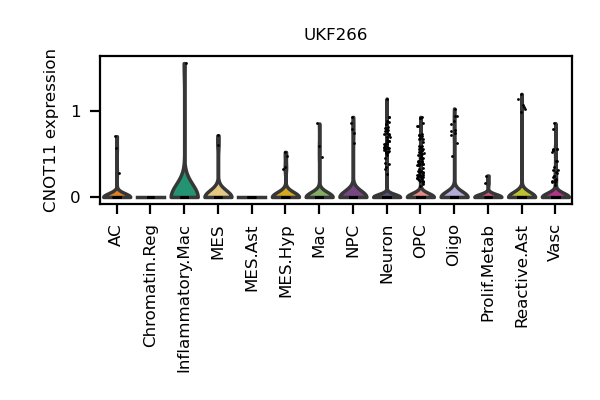 UKF266
CNOT11 expression
1
0
AC
Chromatin.Reg
Inflammatory.Mac
MES
MES.Ast
MES.Hyp
Mac
NPC
Neuron
OPC
Oligo
Prolif.Metab
Reactive.Ast
Vasc